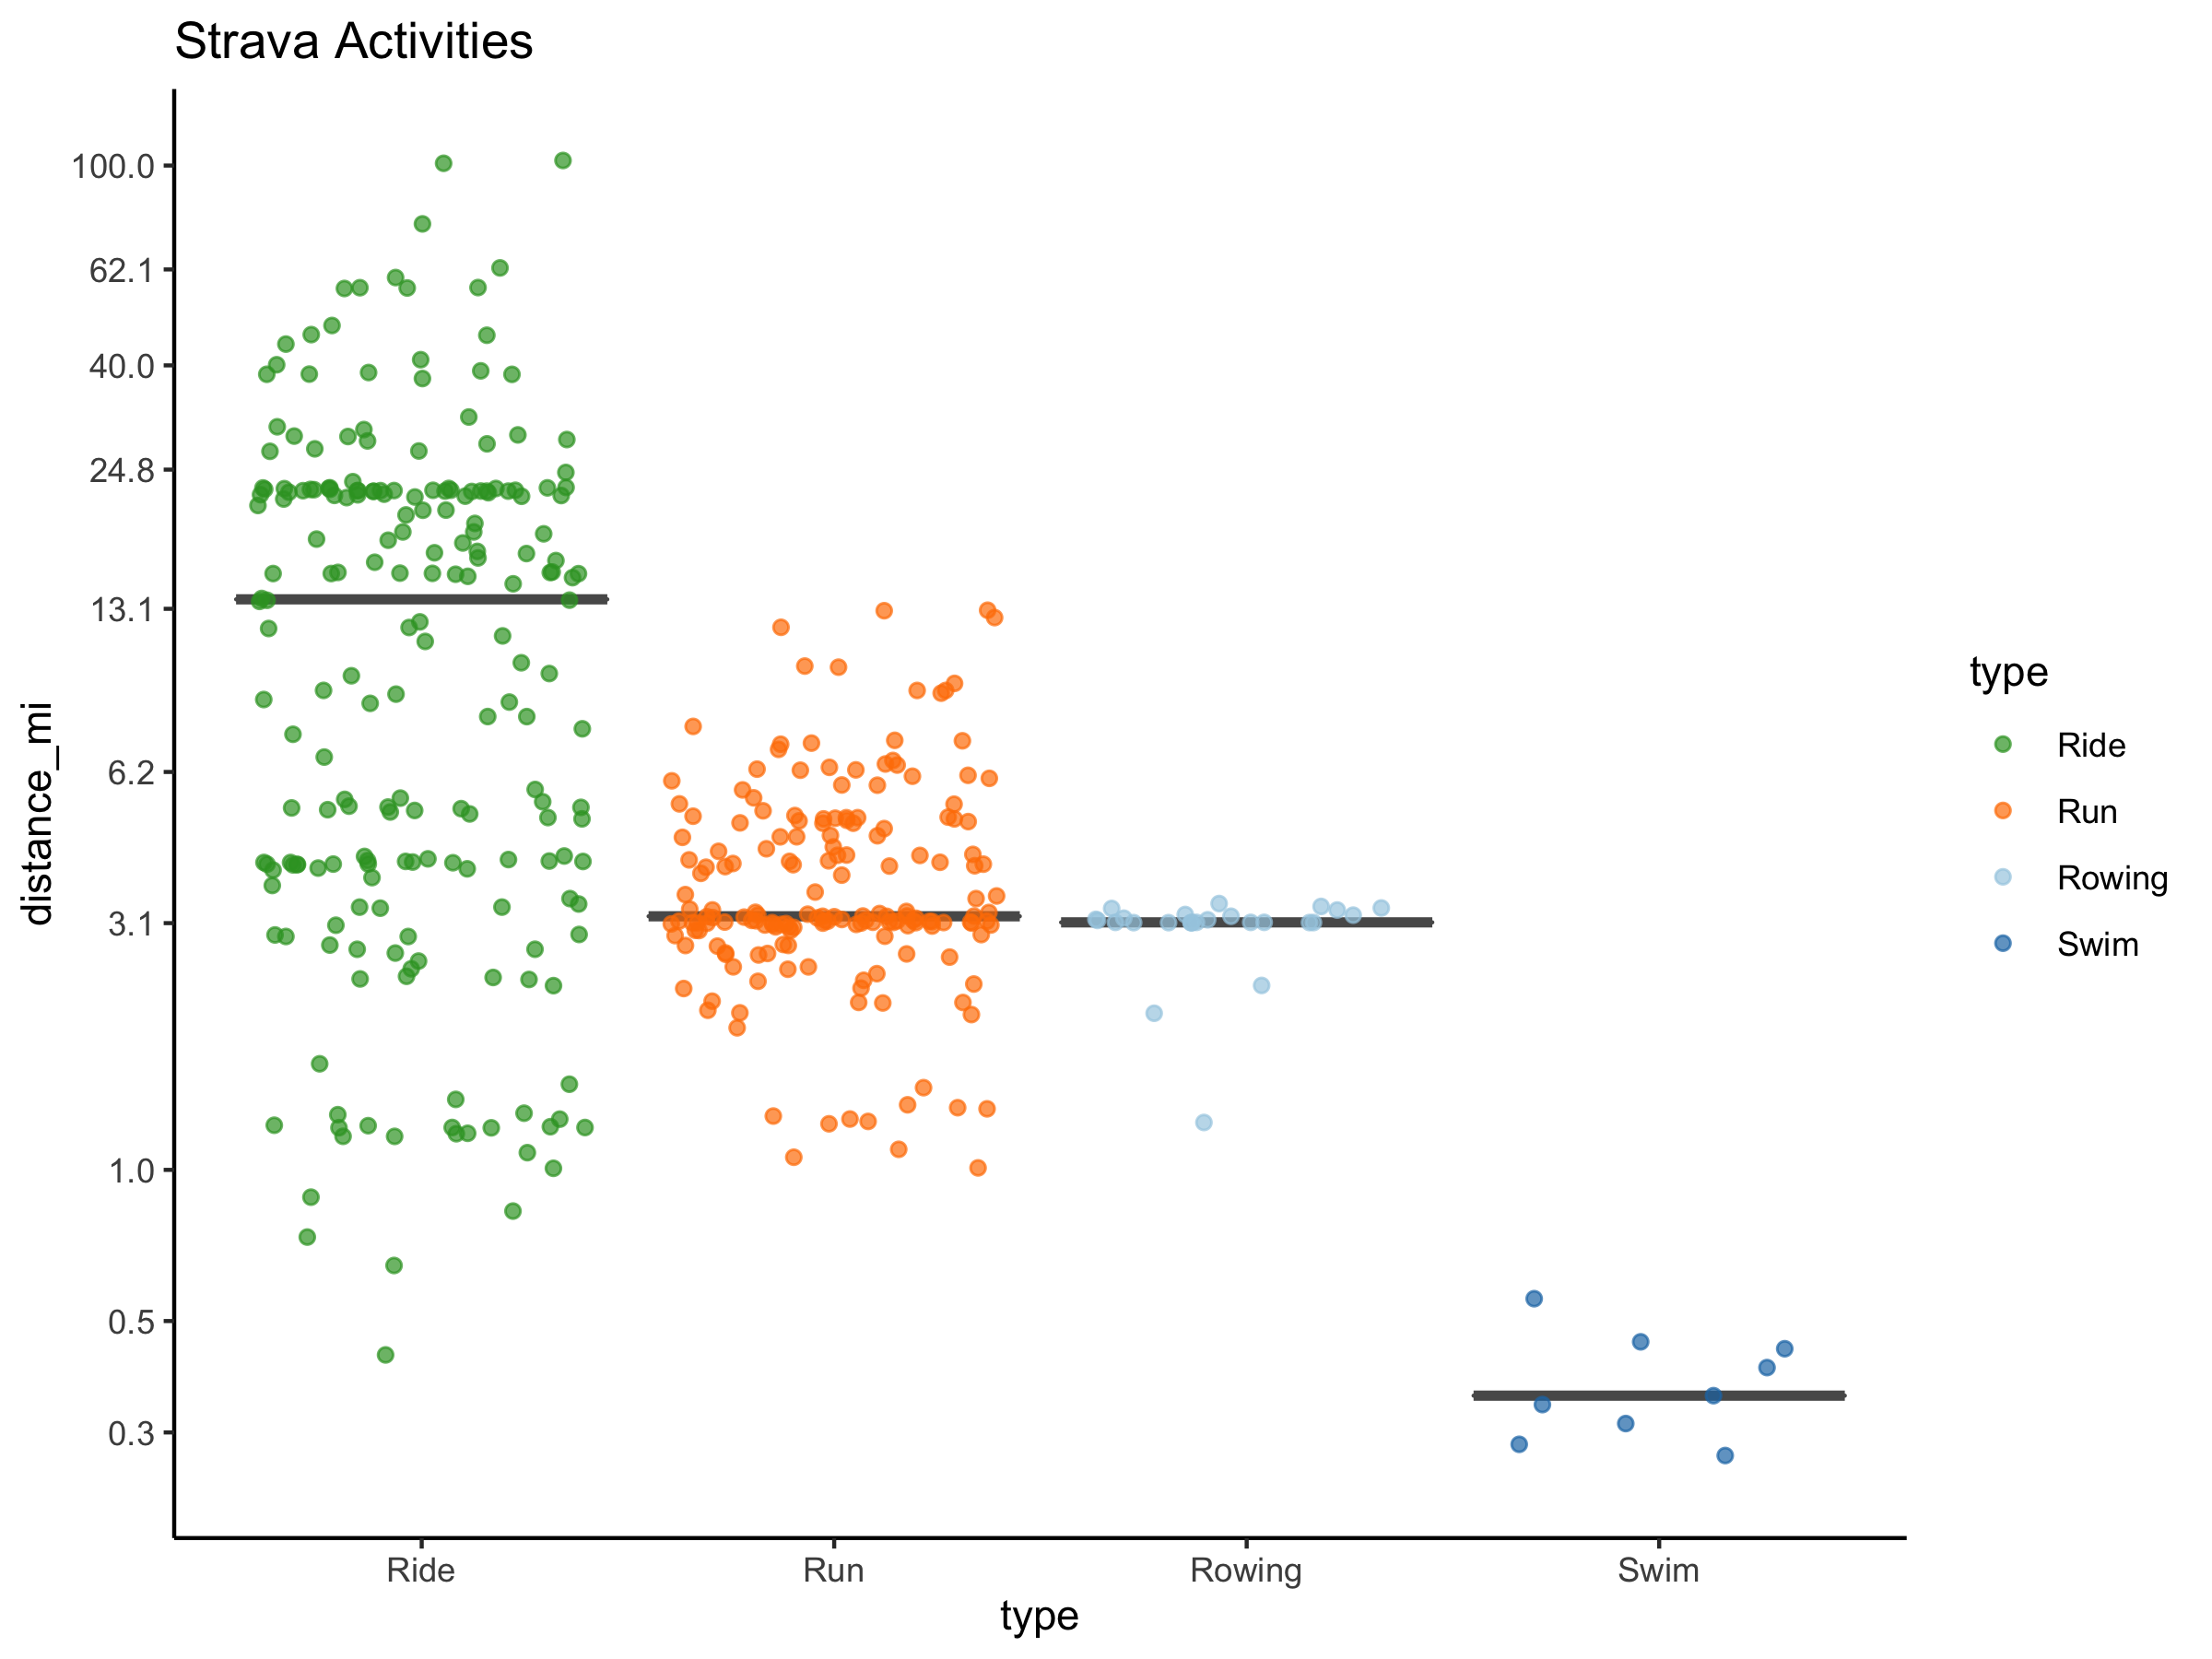 Strava Activities
distance_mi
100.0
62.1
40.0
24.8
13.1
6.2
3.1
1.0
0.5
0.3
Ride
Run
Rowing
Swim
type
type
Ride
Run
Rowing
Swim